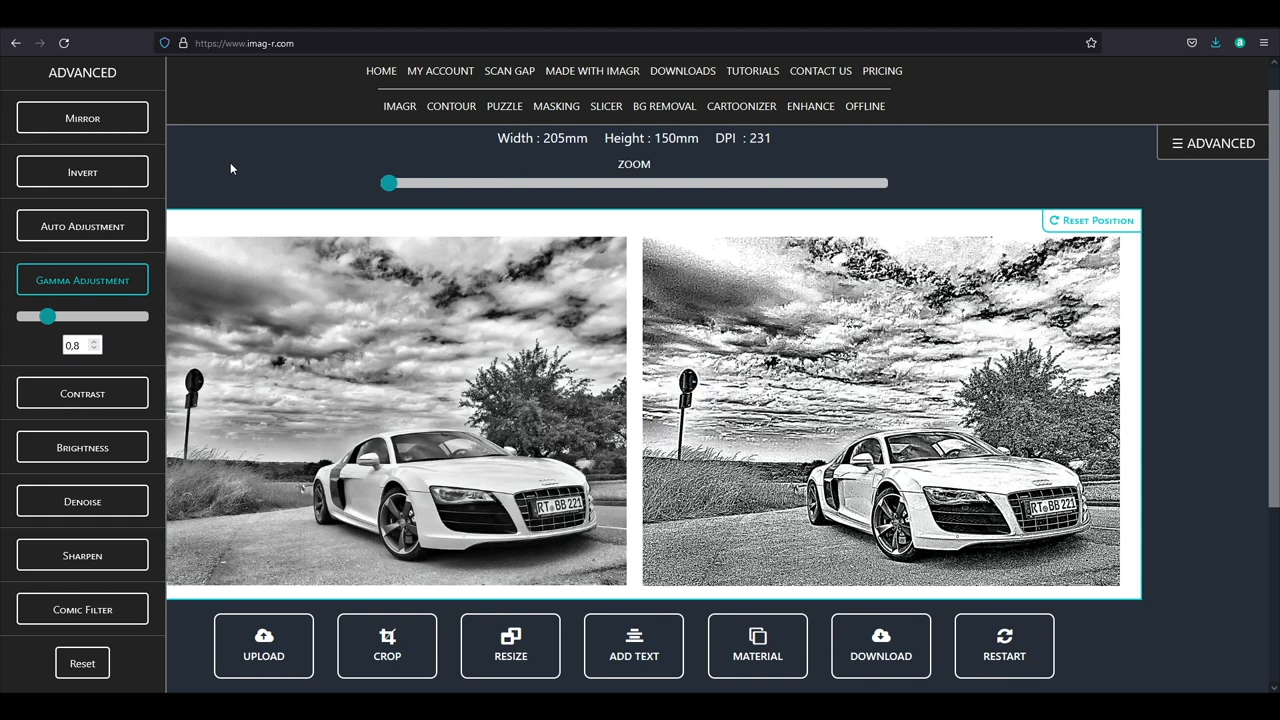 https://www.imag-r.com
a
ADVANCED
HOME MY ACCOUNT SCAN GAP MADE WITH IMAGR DOWNLOADS TUTORIALS CONTACT US PRICING
IMAGR CONTOUR PUZZLE MASKING SLICER BG REMOVAL CARTOONIZER ENHANCE OFFLINE
Width : 205mm Height : 150mm DPI : 231
☰ ADVANCED
ZOOM
Reset Position
Mirror
Invert
Auto Adjustment
Gamma Adjustment
0,8
Contrast
Brightness
Denoise
Sharpen
Comic Filter
Reset
RT BB 221
RT BB 221
UPLOAD CROP RESIZE ADD TEXT MATERIAL DOWNLOAD RESTART